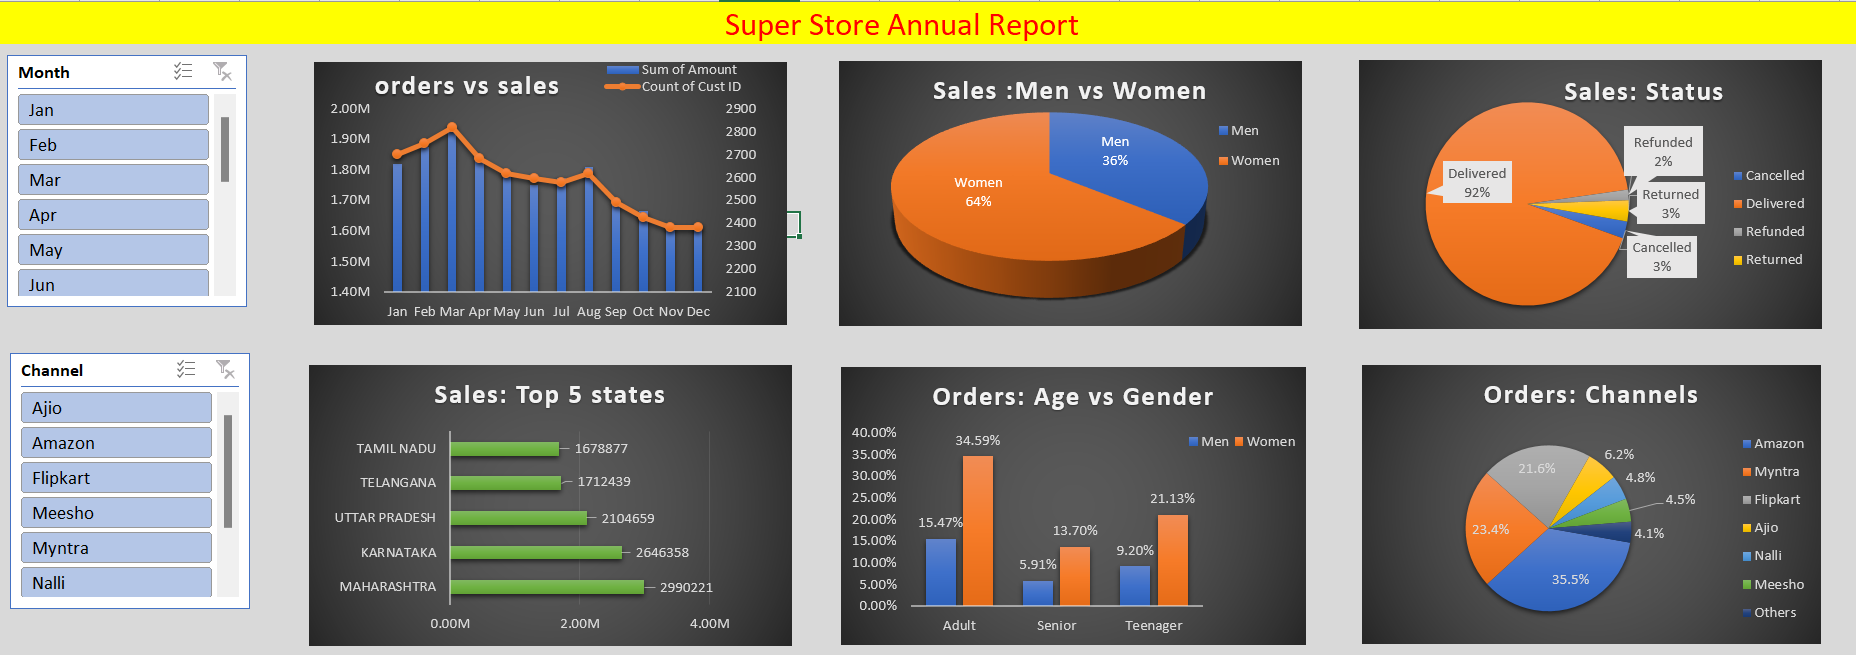 Super Store Annual Report
Month
Jan
Feb
Mar
Apr
May
Jun
Channel
Ajio
Amazon
Flipkart
Meesho
Myntra
Nalli
orders vs sales
Sum of Amount
Count of Cust ID
2.00M
1.90M
1.80M
1.70M
1.60M
1.50M
1.40M
2900
2800
2700
2600
2500
2400
2300
2200
2100
Jan Feb Mar Apr May Jun Jul Aug Sep Oct Nov Dec
Sales :Men vs Women
Men
36%
Women
64%
Men
Women
Sales: Status
Delivered
92%
Refunded
2%
Returned
3%
Cancelled
3%
Cancelled
Delivered
Refunded
Returned
Sales: Top 5 states
TAMIL NADU 1678877
TELANGANA 1712439
UTTAR PRADESH 2104659
KARNATAKA 2646358
MAHARASHTRA 2990221
0.00M 2.00M 4.00M
Orders: Age vs Gender
Men Women
40.00%
35.00%
30.00%
25.00%
20.00%
15.00%
10.00%
5.00%
0.00%
15.47% 34.59%
5.91% 13.70%
9.20% 21.13%
Adult Senior Teenager
Orders: Channels
35.5%
23.4%
21.6%
6.2%
4.8%
4.5%
4.1%
Amazon
Myntra
Flipkart
Ajio
Nalli
Meesho
Others